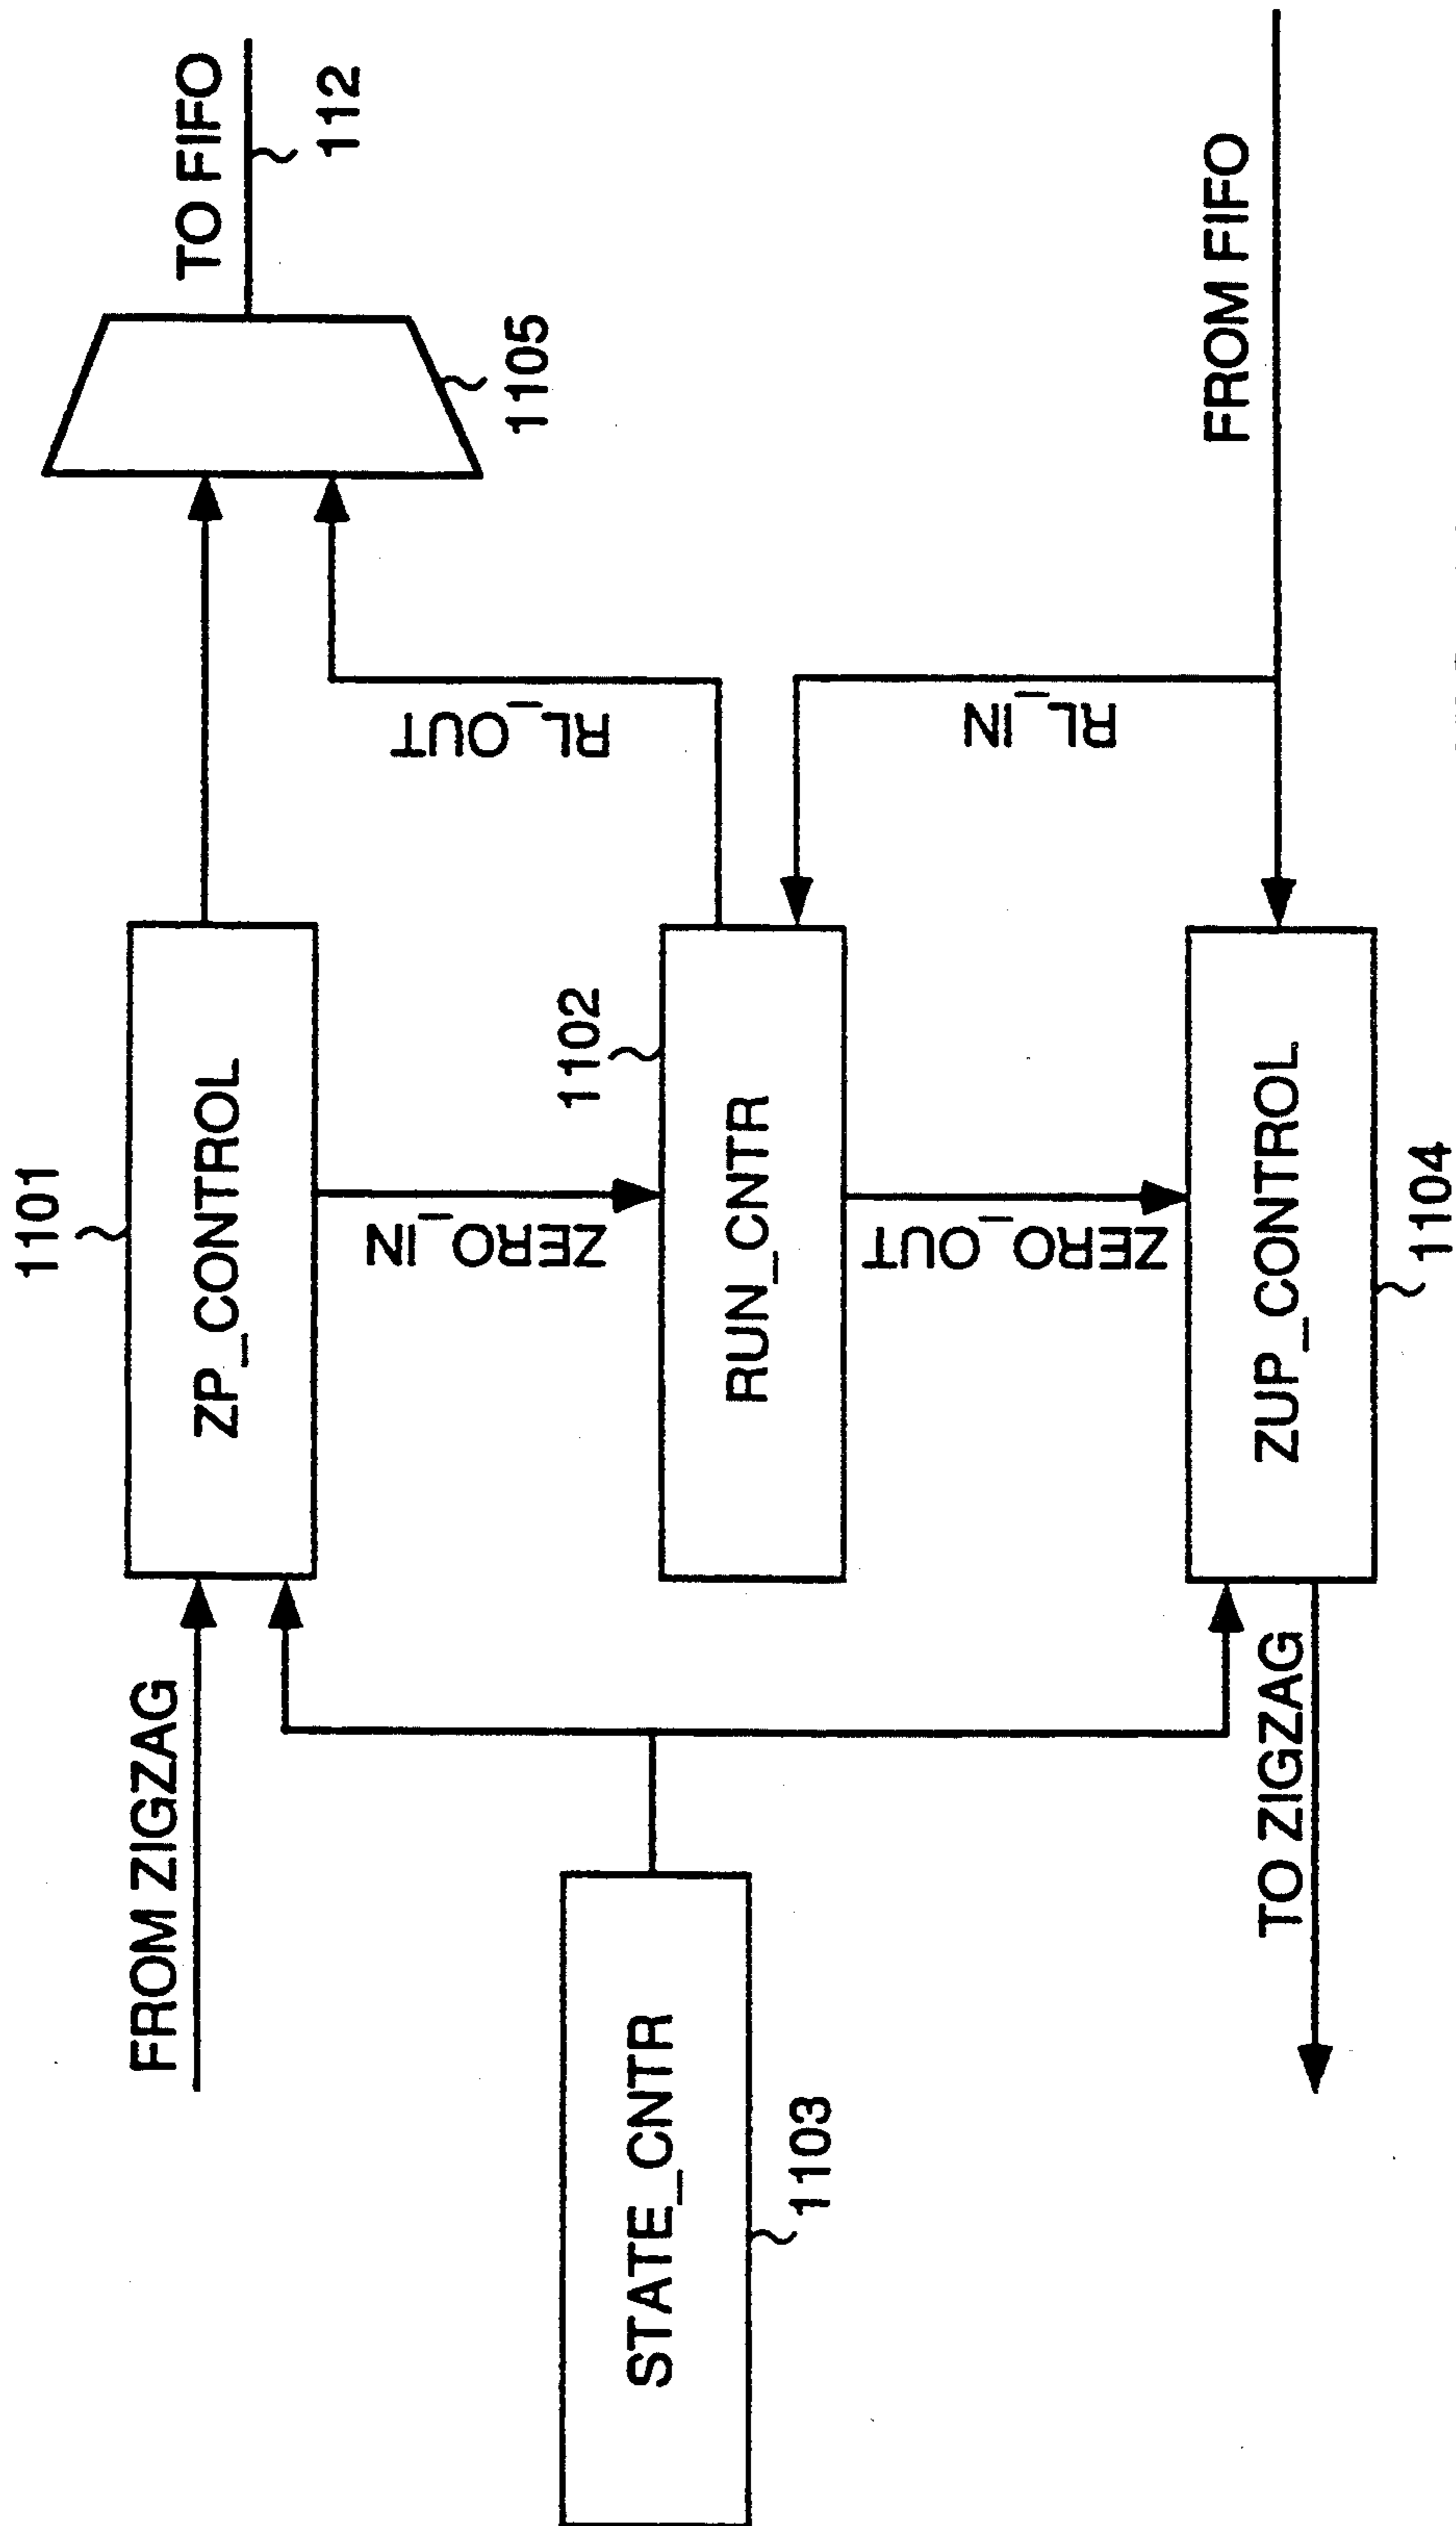 FROM ZIGZAG
1101
ZP_CONTROL
TO FIFO
112
1105
ZERO_IN
RL_OUT
STATE_CNTR
1103
1102
RUN_CNTR
ZERO_OUT
RL_IN
TO ZIGZAG
ZUP_CONTROL
1104
FROM FIFO